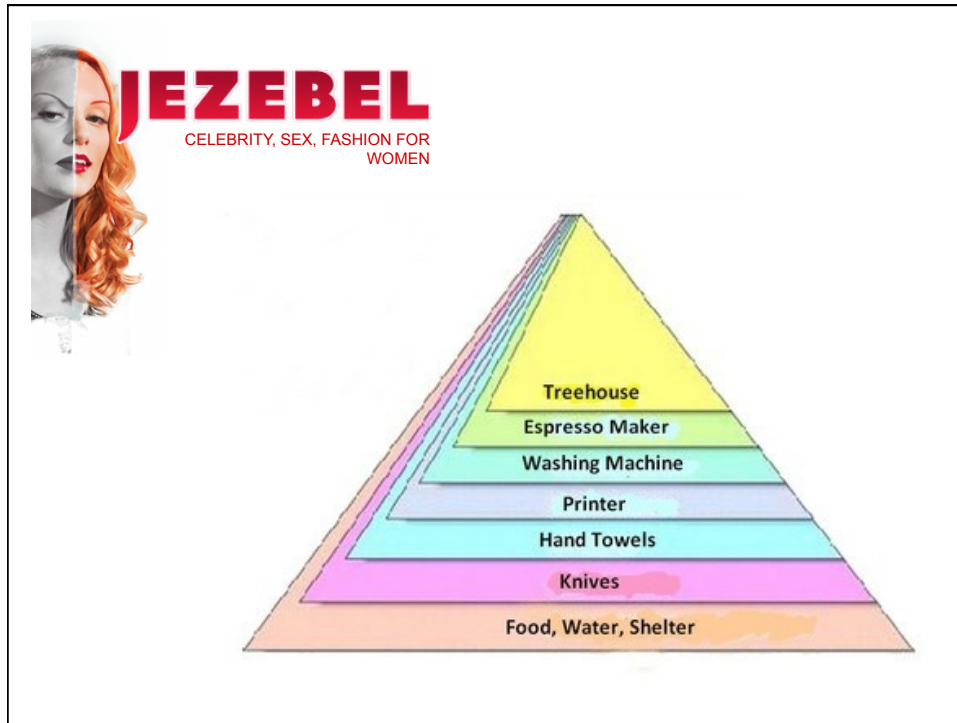 JEZEBEL
CELEBRITY, SEX, FASHION FOR
WOMEN
Treehouse
Espresso Maker
Washing Machine
Printer
Hand Towels
Knives
Food, Water, Shelter